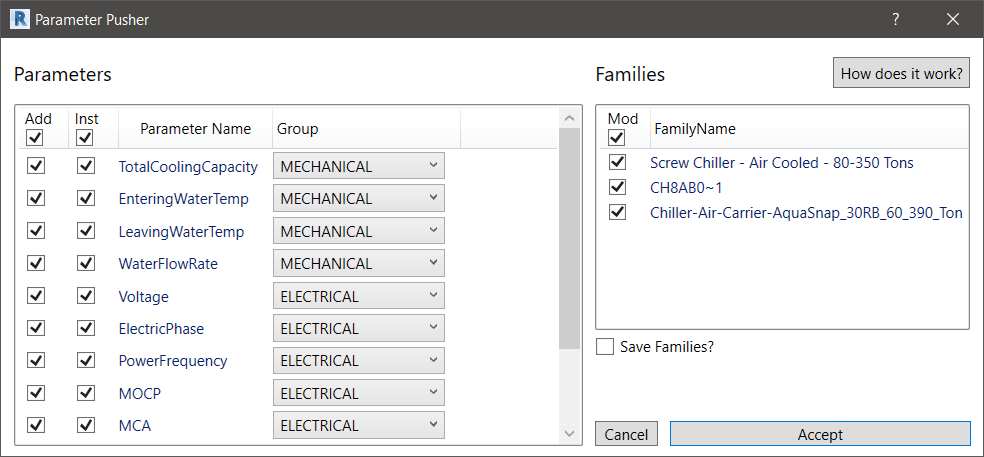 Parameter Pusher ?
Parameters
Add Inst Parameter Name Group
TotalCoolingCapacity MECHANICAL
EnteringWaterTemp MECHANICAL
LeavingWaterTemp MECHANICAL
WaterFlowRate MECHANICAL
Voltage ELECTRICAL
ElectricPhase ELECTRICAL
PowerFrequency ELECTRICAL
MOCP ELECTRICAL
MCA ELECTRICAL
Families
How does it work?
Mod FamilyName
Screw Chiller - Air Cooled - 80-350 Tons
CH8AB0~1
Chiller-Air-Carrier-AquaSnap_30RB_60_390_Ton
Save Families?
Cancel Accept